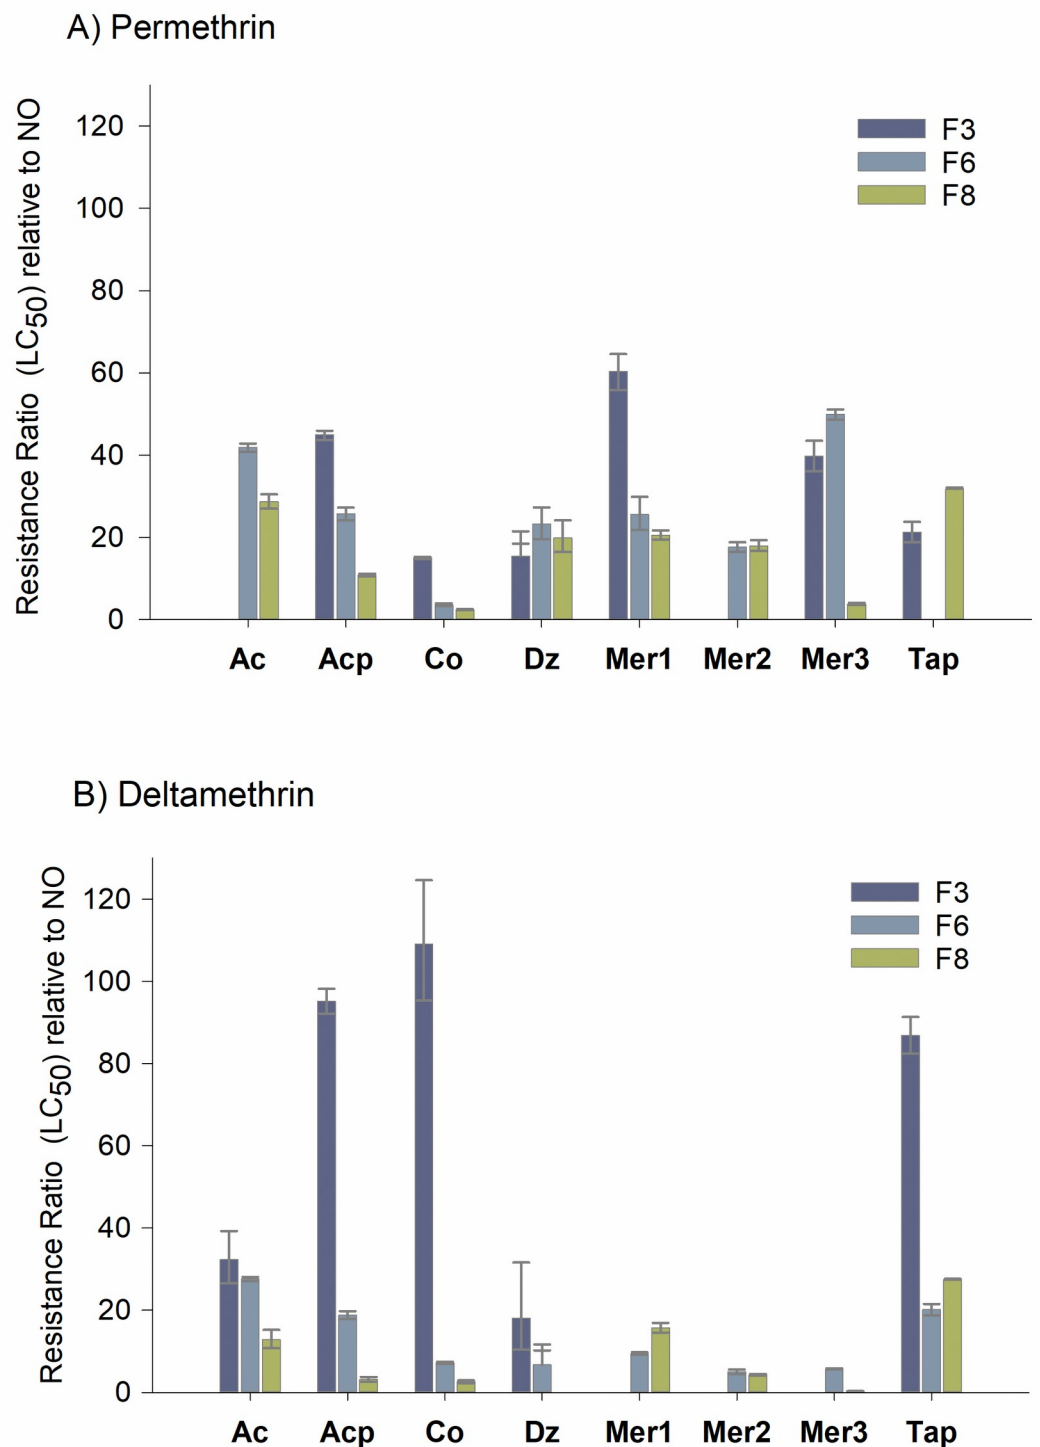 A) Permethrin
Resistance Ratio (LC50) relative to NO
120
100
80
60
40
20
0
F3
F6
F8
Ac Acp Co Dz Mer1 Mer2 Mer3 Tap
B) Deltamethrin
Resistance Ratio (LC50) relative to NO
120
100
80
60
40
20
0
F3
F6
F8
Ac Acp Co Dz Mer1 Mer2 Mer3 Tap